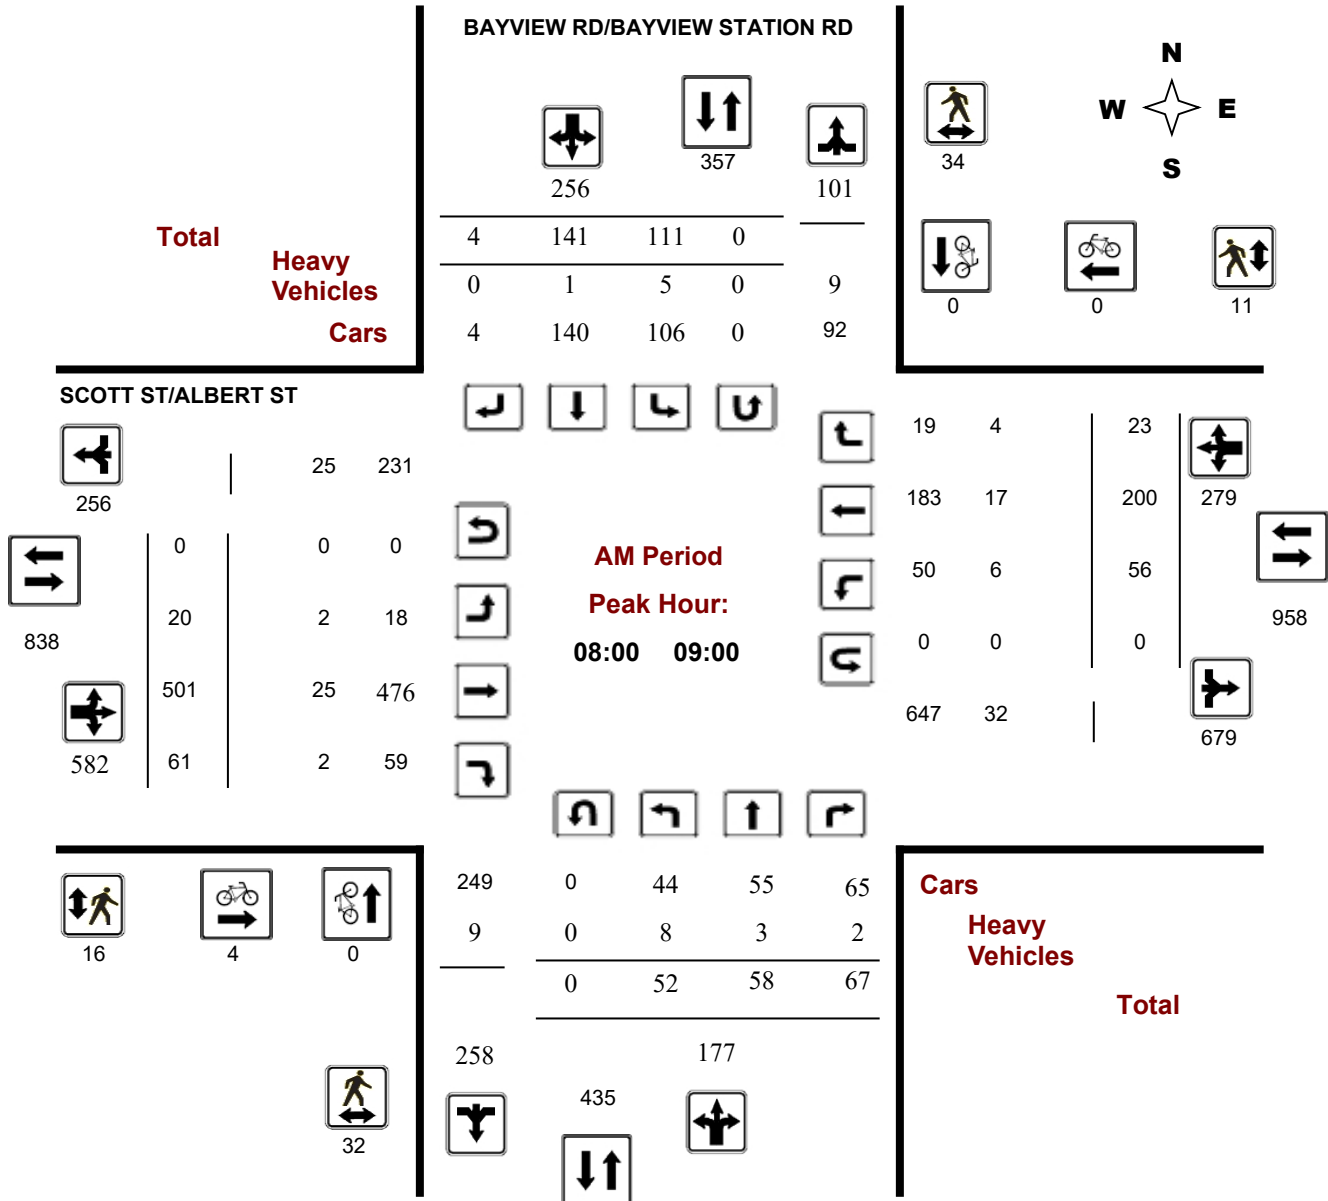 BAYVIEW RD/BAYVIEW STATION RD
N
W E
S
357
34
256 101
Total 4 141 111 0
Heavy
Vehicles 0 1 5 0 9
0 0 11
Cars 4 140 106 0 92
SCOTT ST/ALBERT ST
19 4 23
25 231
256
183 17 200 279
0 0 0
AM Period
50 6 56
Peak Hour:
20 2 18
958
838
08:00 09:00
0 0 0
501 25 476
647 32
679
582 61 2 59
249 0 44 55 65
Cars
9 0 8 3 2
Heavy
Vehicles
16 4 0
0 52 58 67
Total
258 177
435
32